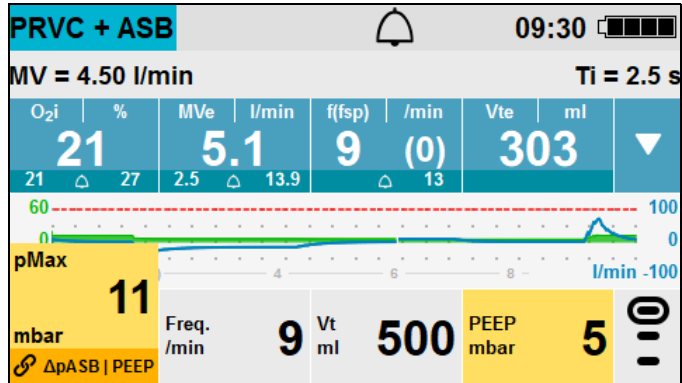 PRVC + ASB 09:30
MV = 4.50 l/min Ti = 2.5 s
O₂i % MVe l/min f(fsp) /min Vte ml
21 5.1 9 (0) 303
21 27 2.5 13.9 13
60 100
0 0
pMax 4 6 8 l/min -100
11
mbar
Freq. /min 9 Vt ml 500 PEEP mbar 5
ΔpASB | PEEP